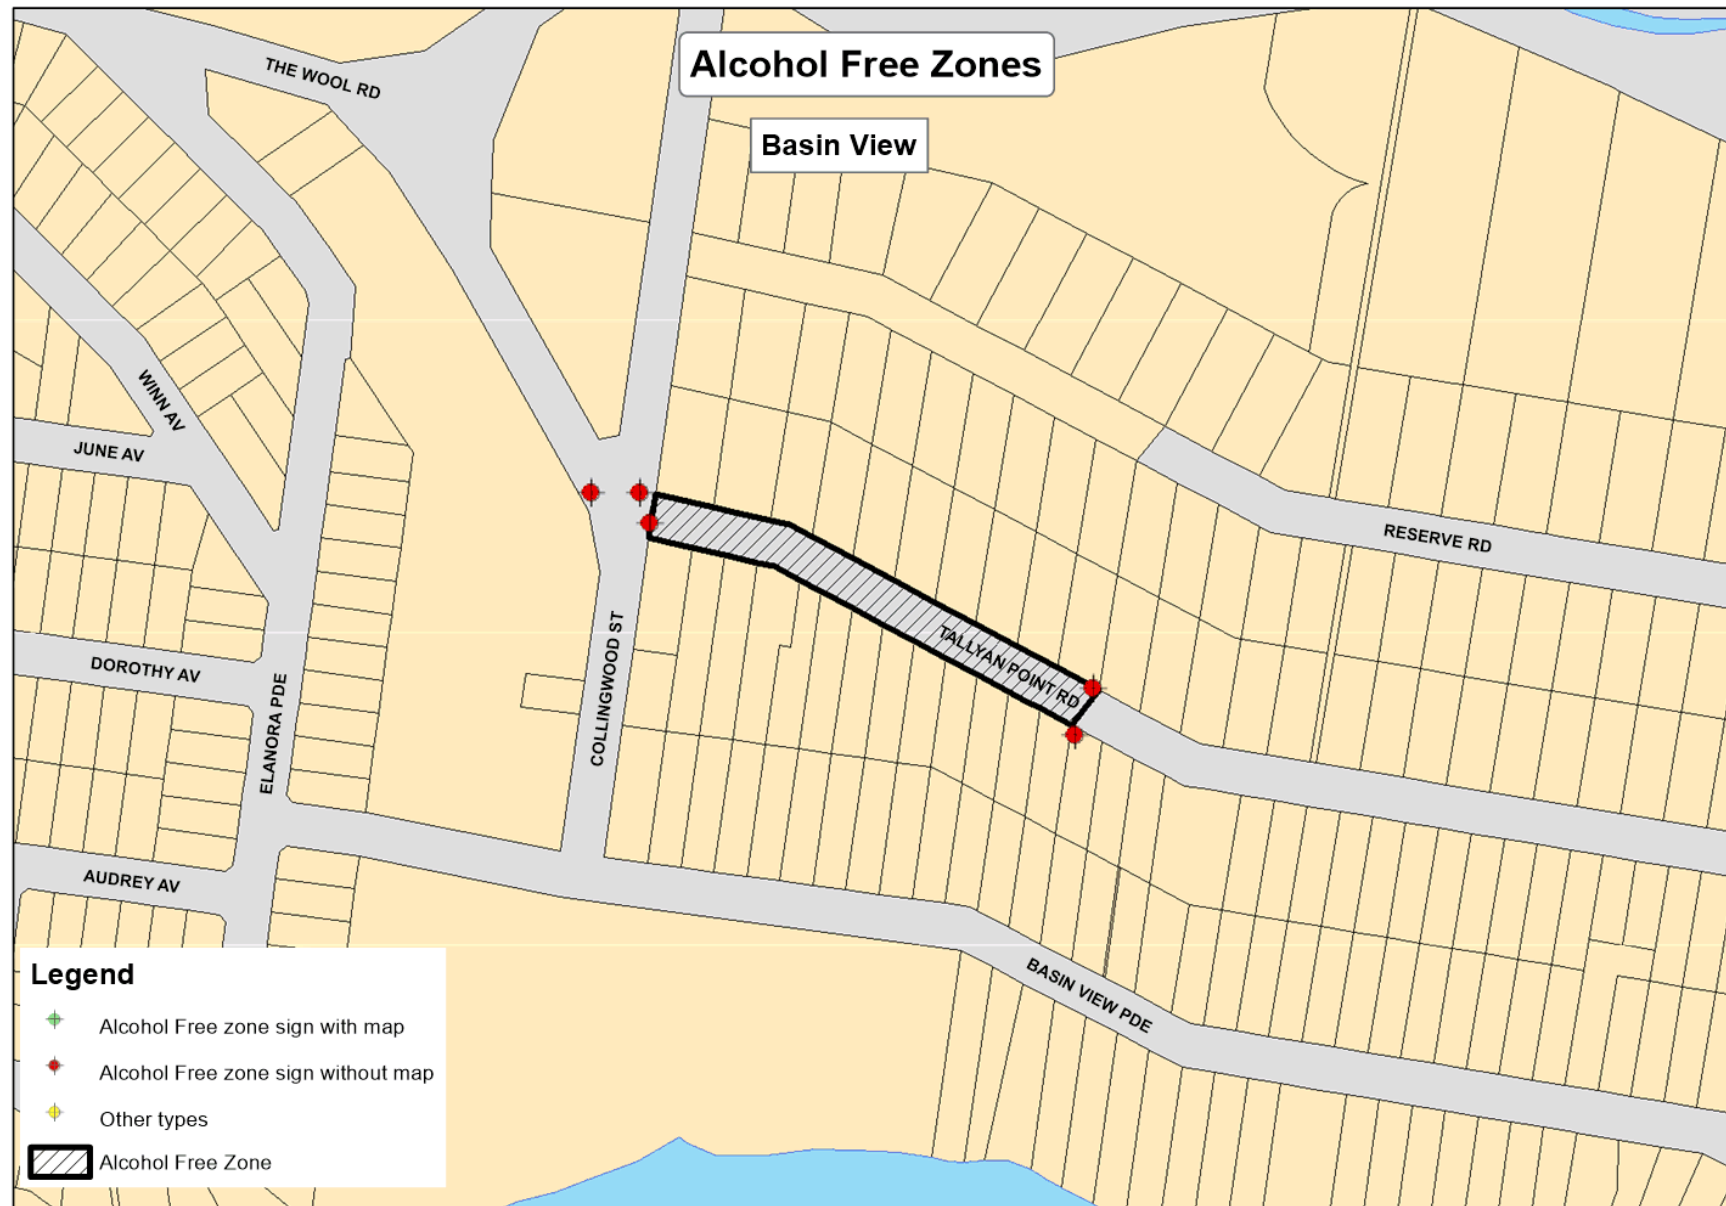 Alcohol Free Zones
THE WOOL RD
Basin View
WINN AV
JUNE AV
RESERVE RD
TALLYAN POINT RD
COLLINGWOOD ST
DOROTHY AV
ELANORA PDE
AUDREY AV
BASIN VIEW PDE
Legend
Alcohol Free zone sign with map
Alcohol Free zone sign without map
Other types
Alcohol Free Zone